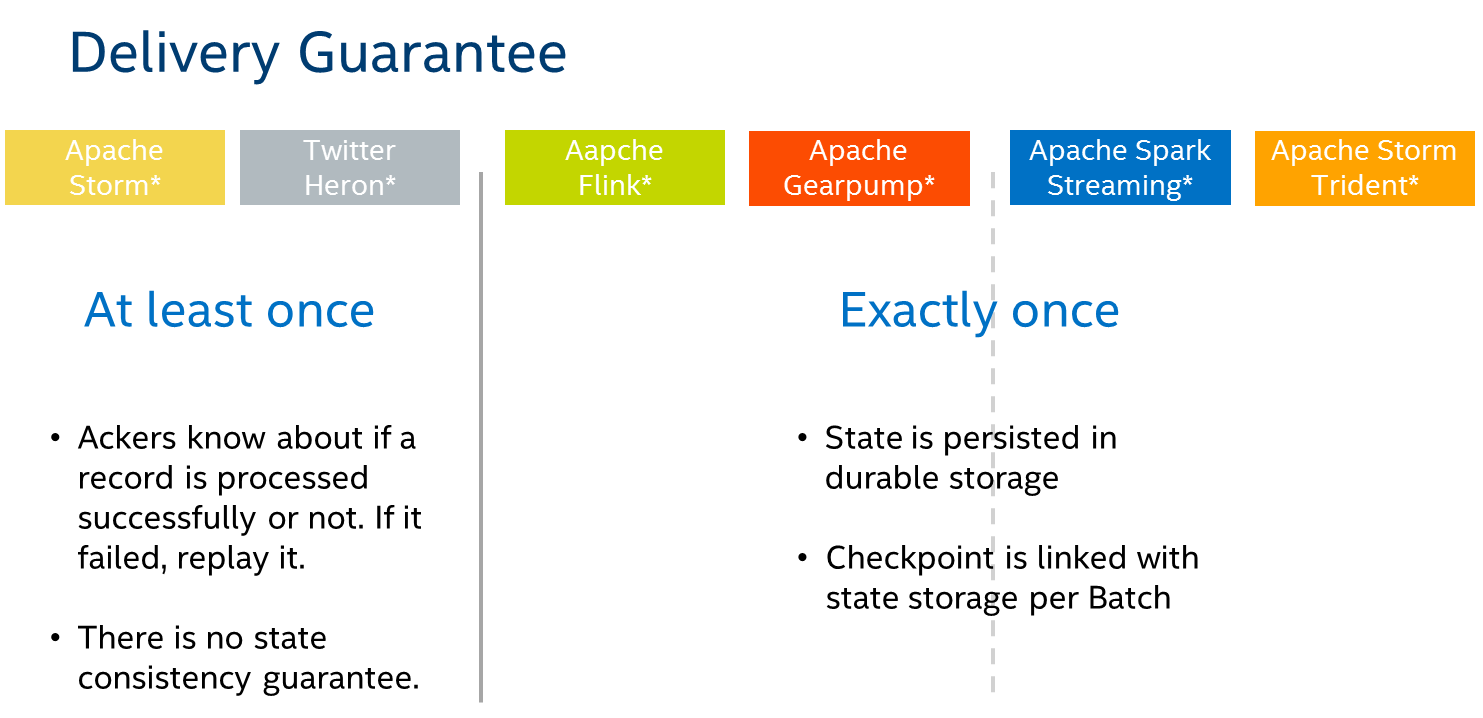 Delivery Guarantee
Apache
Storm*
Twitter
Heron*
Aapche
Flink*
Apache
Gearpump*
Apache Spark
Streaming*
Apache Storm
Trident*
At least once
• Ackers know about if a
record is processed
successfully or not. If it
failed, replay it.
• There is no state
consistency guarantee.
Exactly once
• State is persisted in
durable storage
• Checkpoint is linked with
state storage per Batch